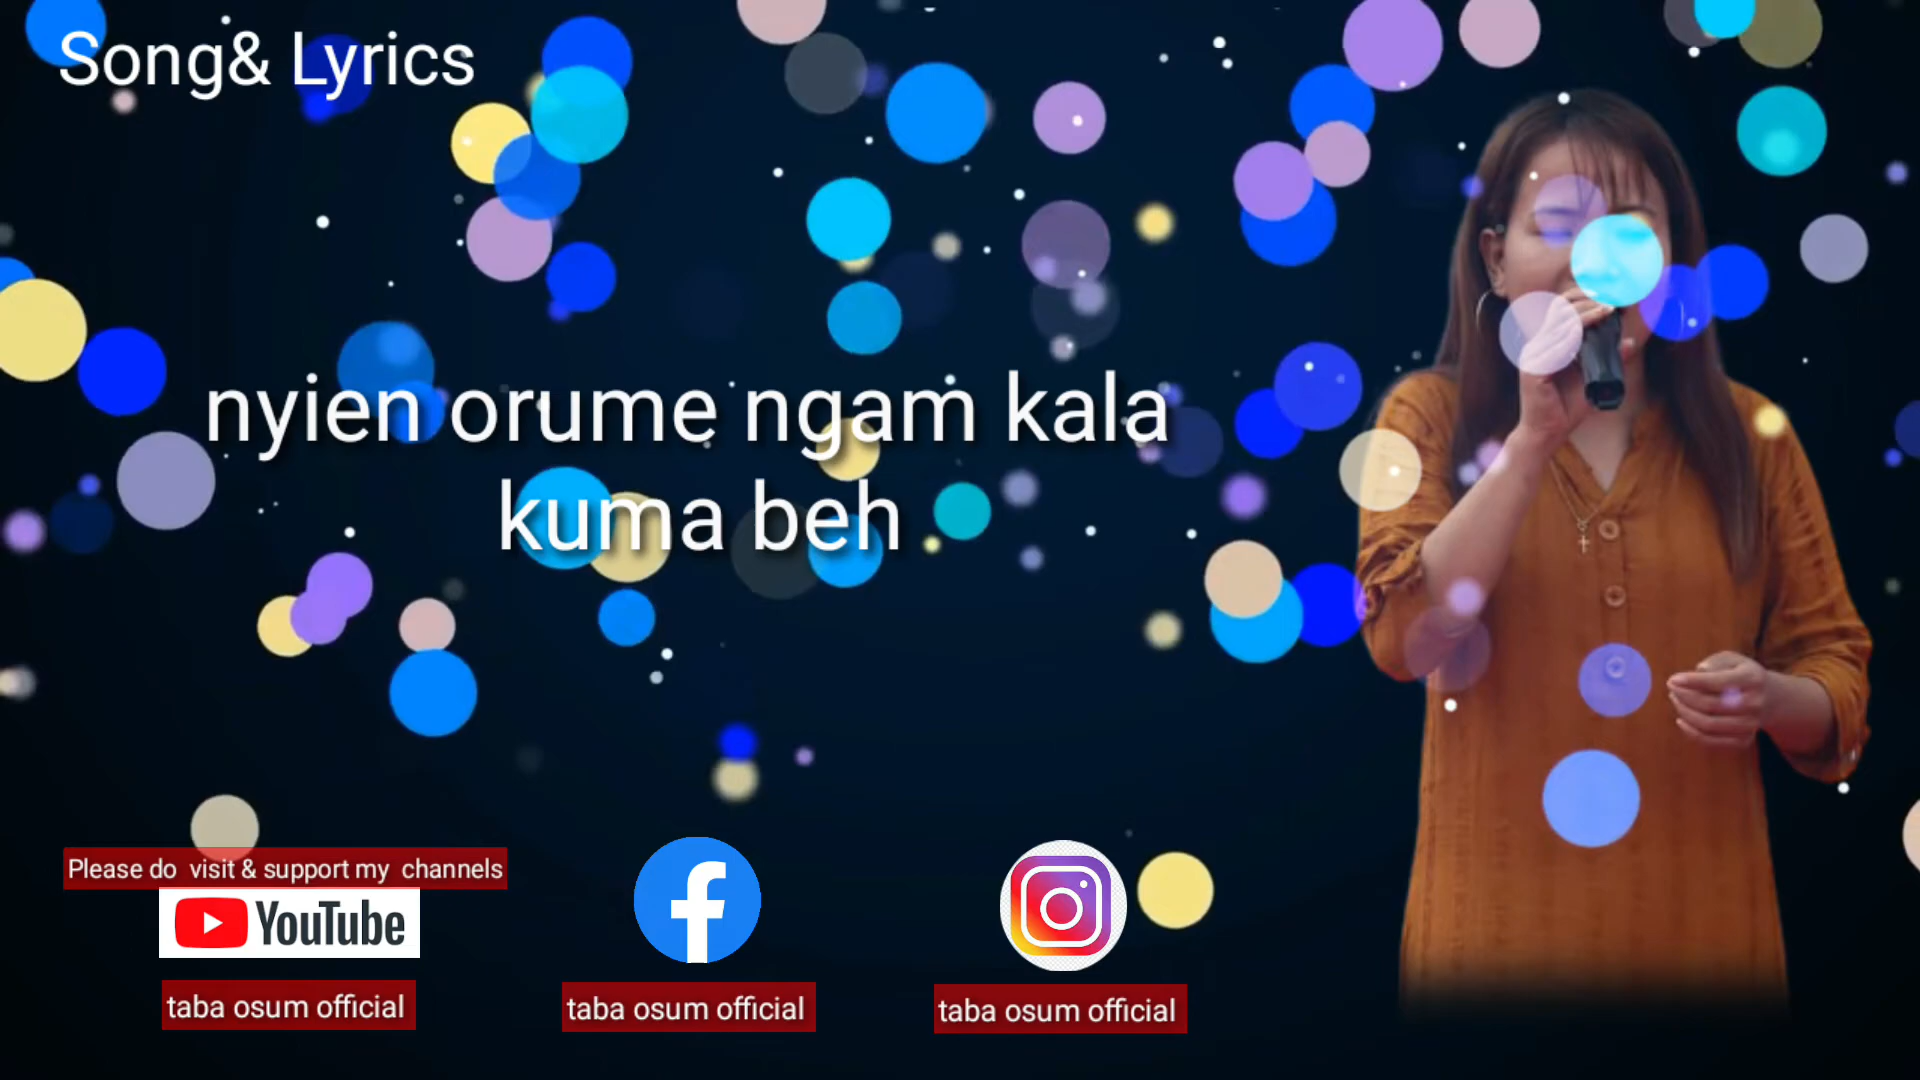 Song& Lyrics
nyien orume ngam kala
kuma beh
Please do visit & support my channels
YouTube
taba osum official
taba osum official
taba osum official